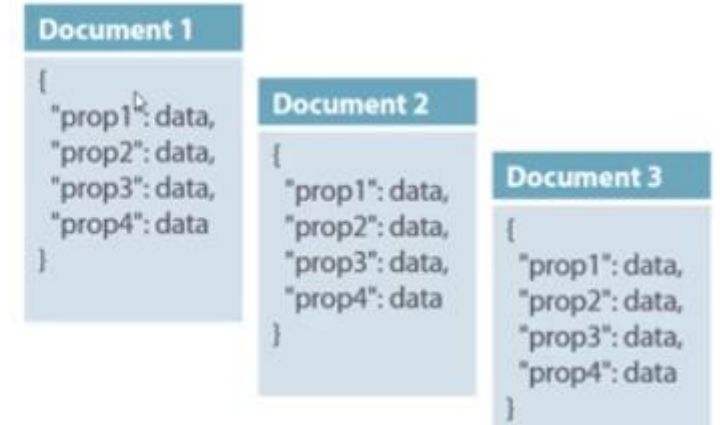 Document 1
{
"prop1": data,
"prop2": data,
"prop3": data,
"prop4": data
}
Document 2
{
"prop1": data,
"prop2": data,
"prop3": data,
"prop4": data
}
Document 3
{
"prop1": data,
"prop2": data,
"prop3": data,
"prop4": data
}